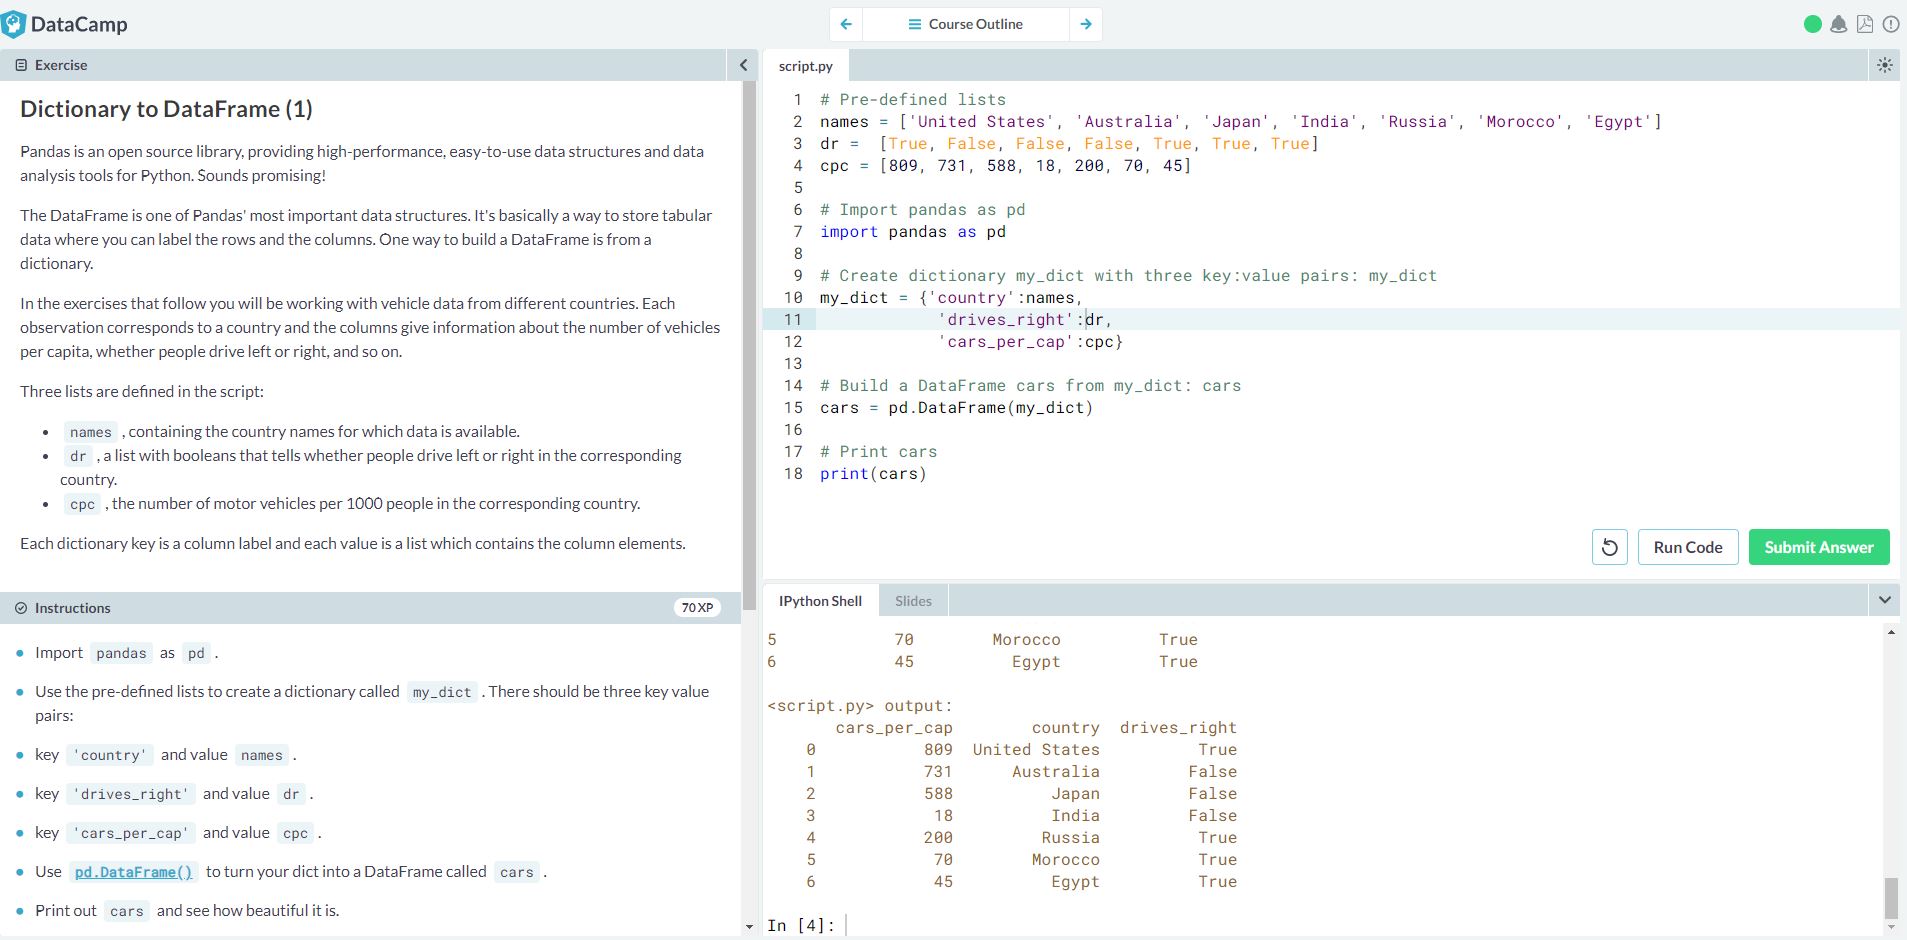 DataCamp
Course Outline
Exercise
Dictionary to DataFrame (1)
Pandas is an open source library, providing high-performance, easy-to-use data structures and data
analysis tools for Python. Sounds promising!
The DataFrame is one of Pandas' most important data structures. It's basically a way to store tabular
data where you can label the rows and the columns. One way to build a DataFrame is from a
dictionary.
In the exercises that follow you will be working with vehicle data from different countries. Each
observation corresponds to a country and the columns give information about the number of vehicles
per capita, whether people drive left or right, and so on.
Three lists are defined in the script:
• names , containing the country names for which data is available.
• dr , a list with booleans that tells whether people drive left or right in the corresponding
country.
• cpc , the number of motor vehicles per 1000 people in the corresponding country.
Each dictionary key is a column label and each value is a list which contains the column elements.
Instructions 70 XP
• Import pandas as pd .
• Use the pre-defined lists to create a dictionary called my_dict . There should be three key value
pairs:
• key 'country' and value names .
• key 'drives_right' and value dr .
• key 'cars_per_cap' and value cpc .
• Use pd.DataFrame() to turn your dict into a DataFrame called cars .
• Print out cars and see how beautiful it is.
script.py
1 # Pre-defined lists
2 names = ['United States', 'Australia', 'Japan', 'India', 'Russia', 'Morocco', 'Egypt']
3 dr =  [True, False, False, False, True, True, True]
4 cpc = [809, 731, 588, 18, 200, 70, 45]
5
6 # Import pandas as pd
7 import pandas as pd
8
9 # Create dictionary my_dict with three key:value pairs: my_dict
10 my_dict = {'country':names,
11             'drives_right':dr,
12             'cars_per_cap':cpc}
13
14 # Build a DataFrame cars from my_dict: cars
15 cars = pd.DataFrame(my_dict)
16
17 # Print cars
18 print(cars)
Run Code
Submit Answer
IPython Shell
Slides
5 70 Morocco True
6 45 Egypt True
<script.py> output:
cars_per_cap country drives_right
0 809 United States True
1 731 Australia False
2 588 Japan False
3 18 India False
4 200 Russia True
5 70 Morocco True
6 45 Egypt True
In [4]: